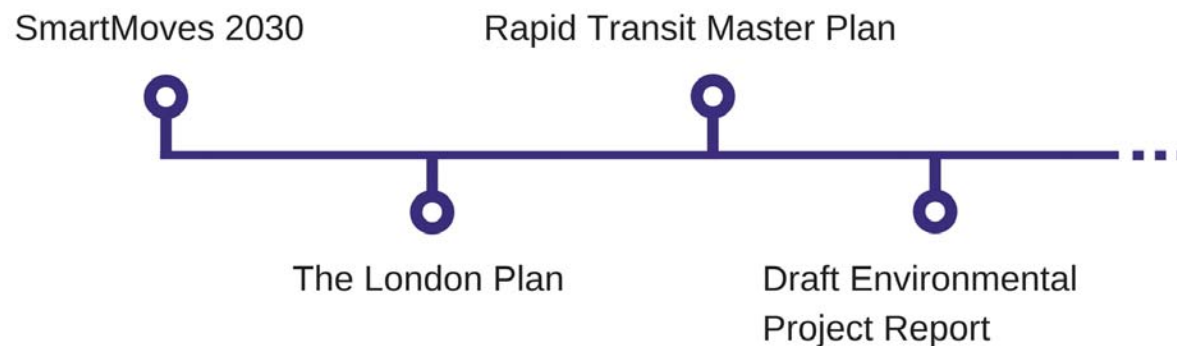 SmartMoves 2030
Rapid Transit Master Plan
The London Plan
Draft Environmental
Project Report